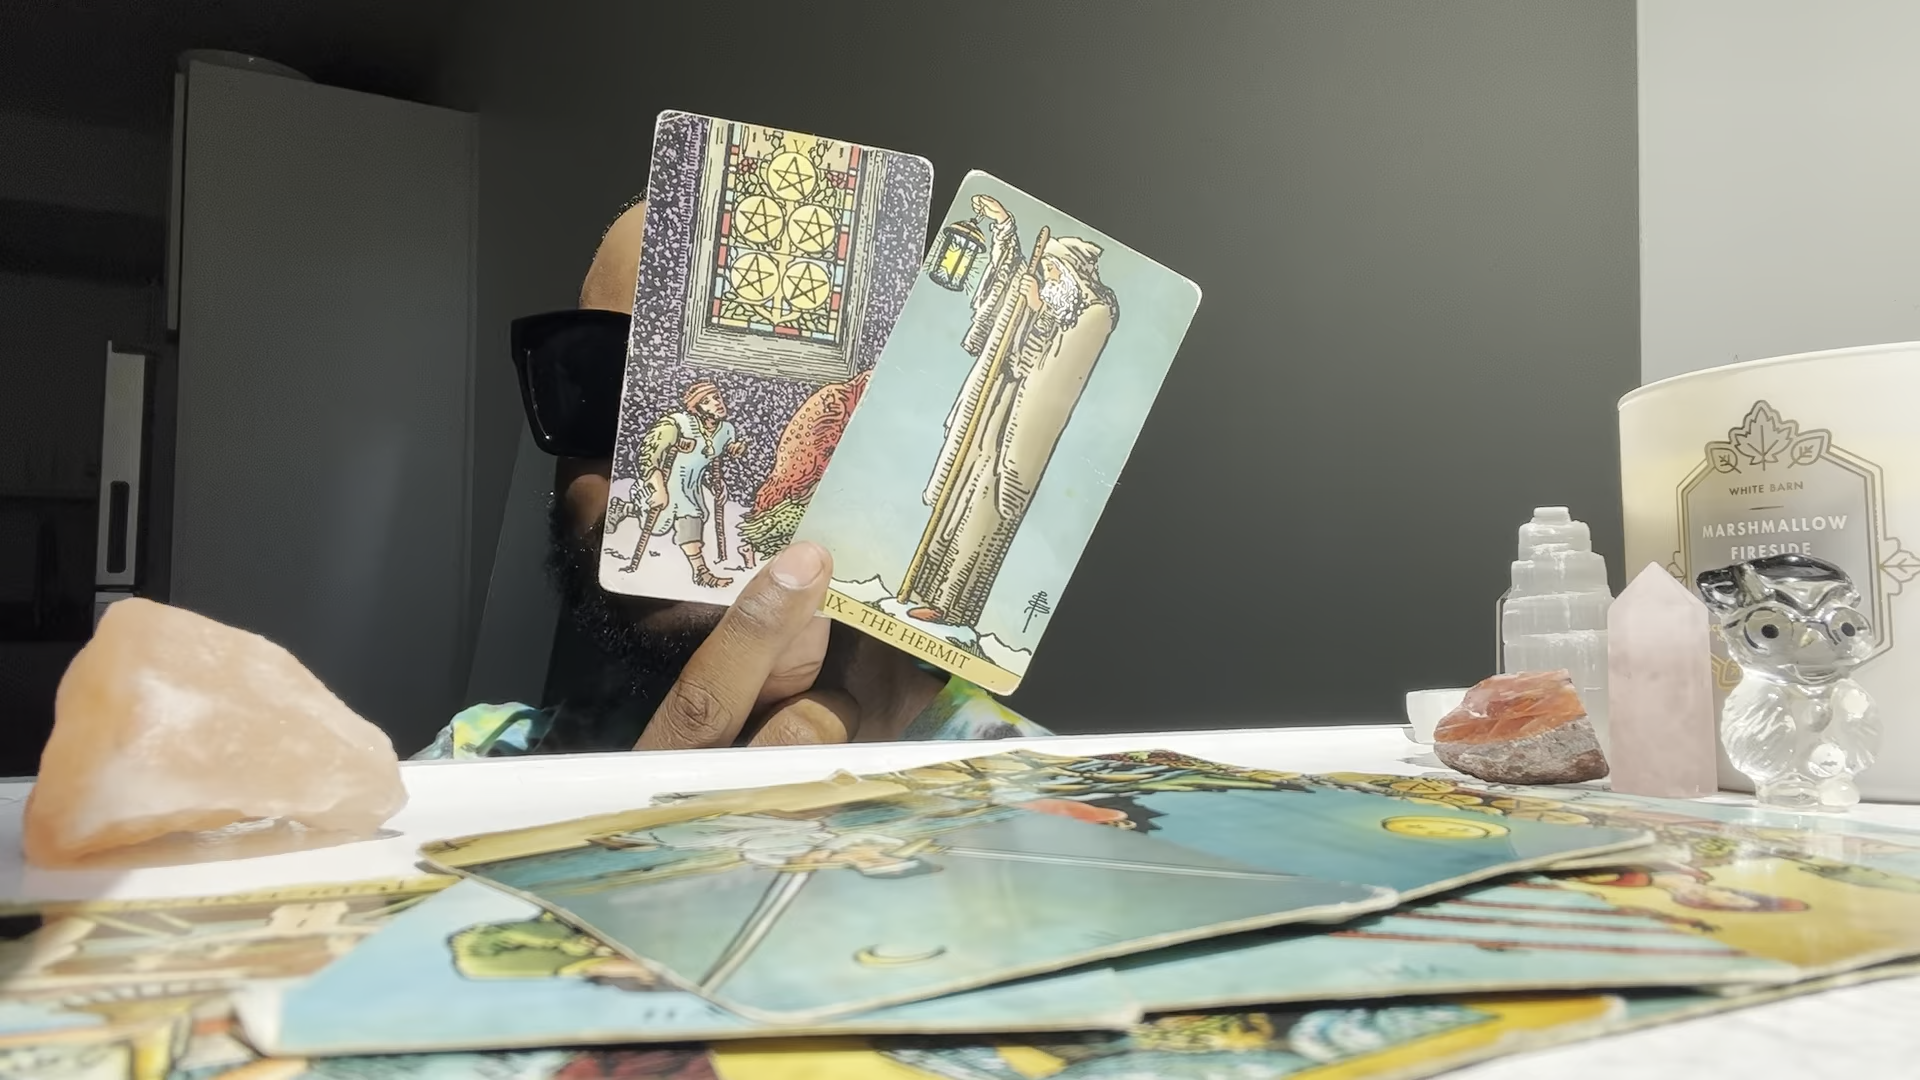 V
IX - THE HERMIT
WHITE BARN
MARSHMALLOW
FIRESIDE